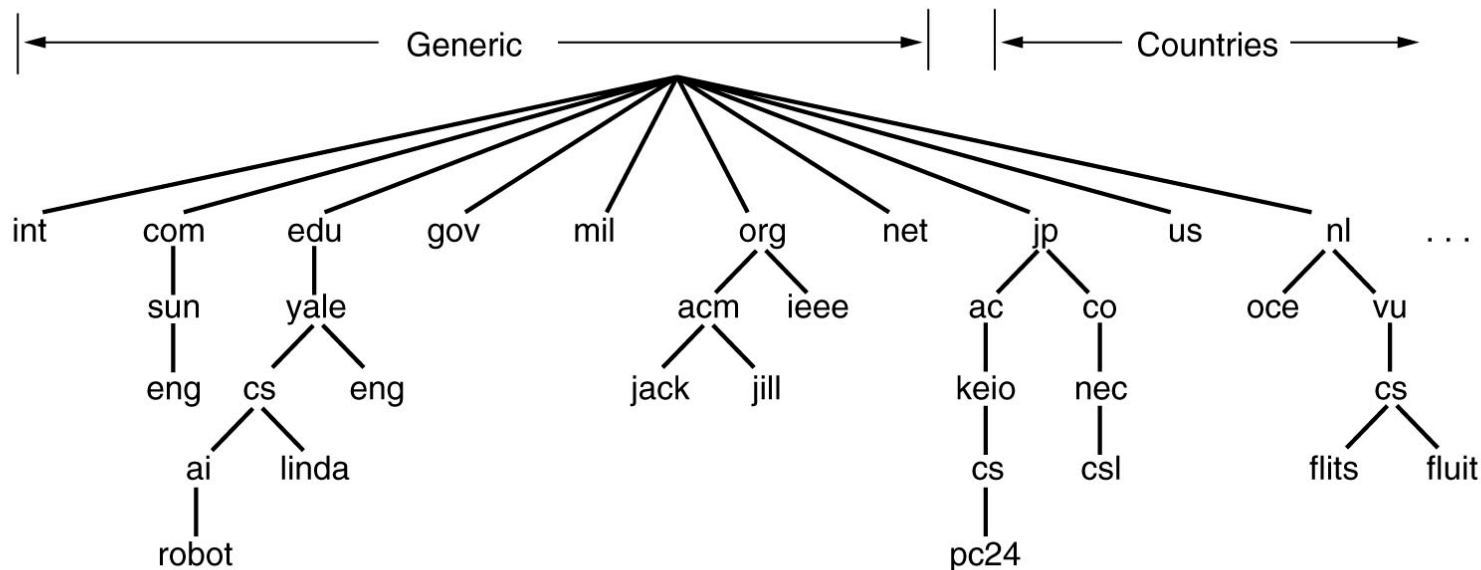 Generic Countries
int com edu gov mil org net jp us nl . . .
sun yale acm ieee ac co oce vu
eng cs eng jack jill keio nec cs
ai linda cs csl flits fluit
robot pc24